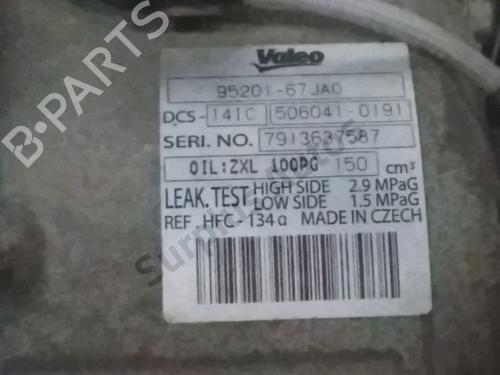 Valeo
95201-67JA0
DCS- 141C 506041-0191
SERI. NO. 7913637587
OIL:ZXL 100PG 150 cm³
LEAK. TEST HIGH SIDE 2.9 MPaG
LOW SIDE 1.5 MPaG
REF HFC-134a MADE IN CZECH
B-PARTS